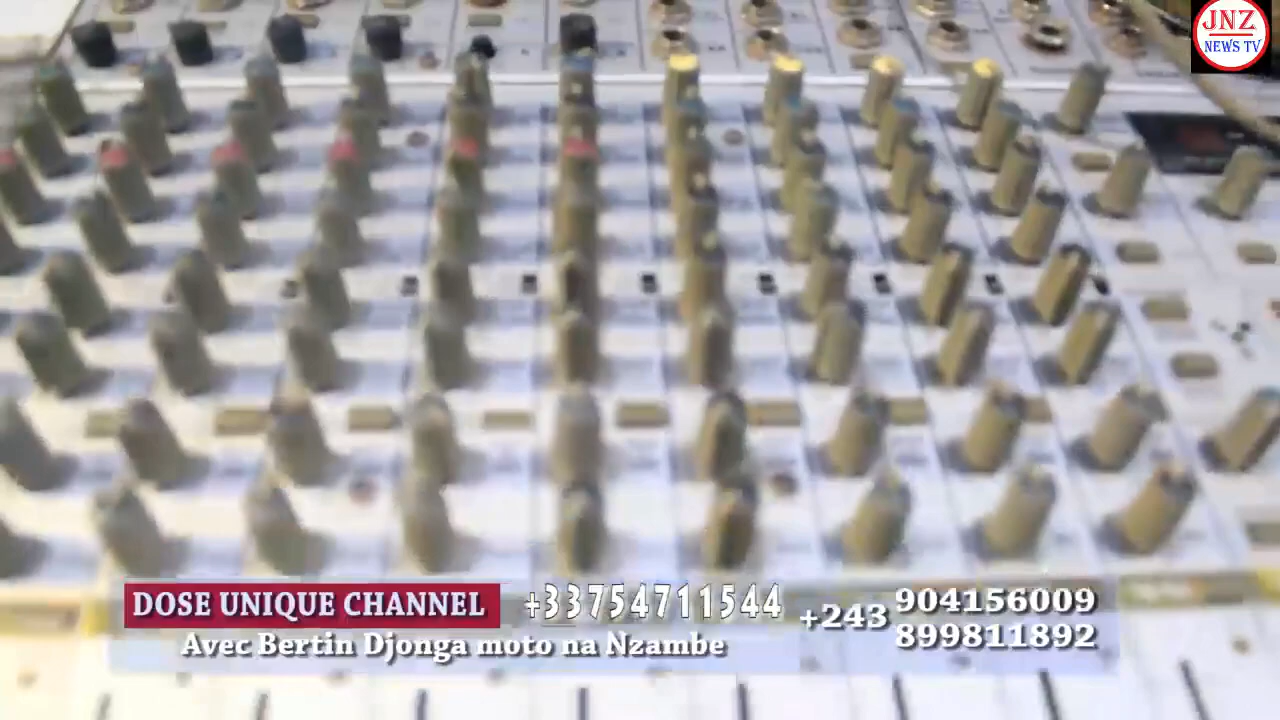 JNZ
NEWS TV
DOSE UNIQUE CHANNEL
+33754711544
+243
904156009
899811892
Avec Bertin Djonga moto na Nzambe